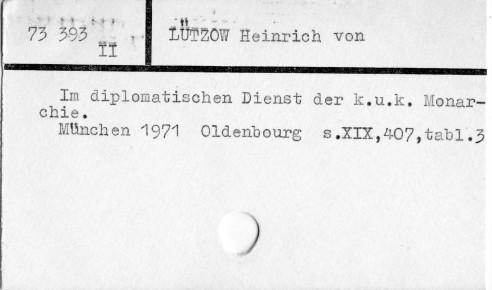 73 393
II
LÜTZOW Heinrich von
Im diplomatischen Dienst der k.u.k. Monar-
chie.
München 1971 Oldenbourg s.XIX,407,tabl.3